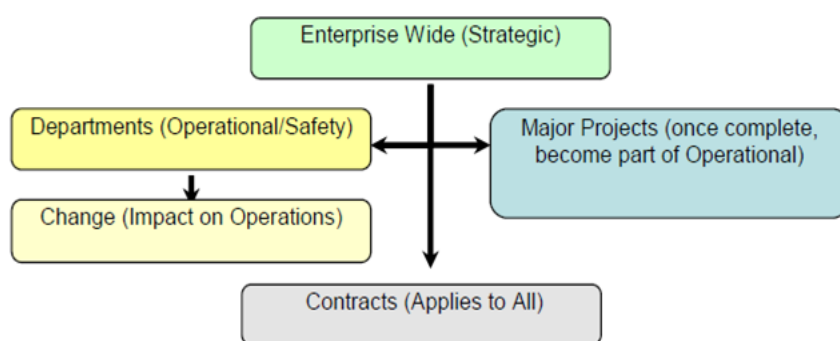 Enterprise Wide (Strategic)
Departments (Operational/Safety)
Major Projects (once complete,
become part of Operational)
Change (Impact on Operations)
Contracts (Applies to All)